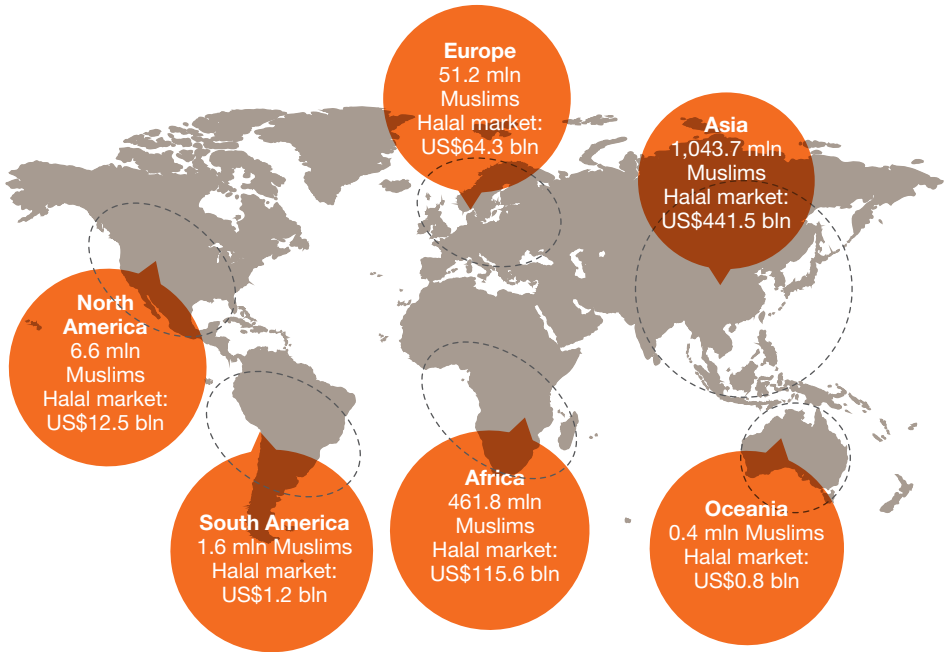 Europe
51.2 mln
Muslims
Halal market:
US$64.3 bln
Asia
1,043.7 mln
Muslims
Halal market:
US$441.5 bln
North
America
6.6 mln
Muslims
Halal market:
US$12.5 bln
South America
1.6 mln Muslims
Halal market:
US$1.2 bln
Africa
461.8 mln
Muslims
Halal market:
US$115.6 bln
Oceania
0.4 mln Muslims
Halal market:
US$0.8 bln